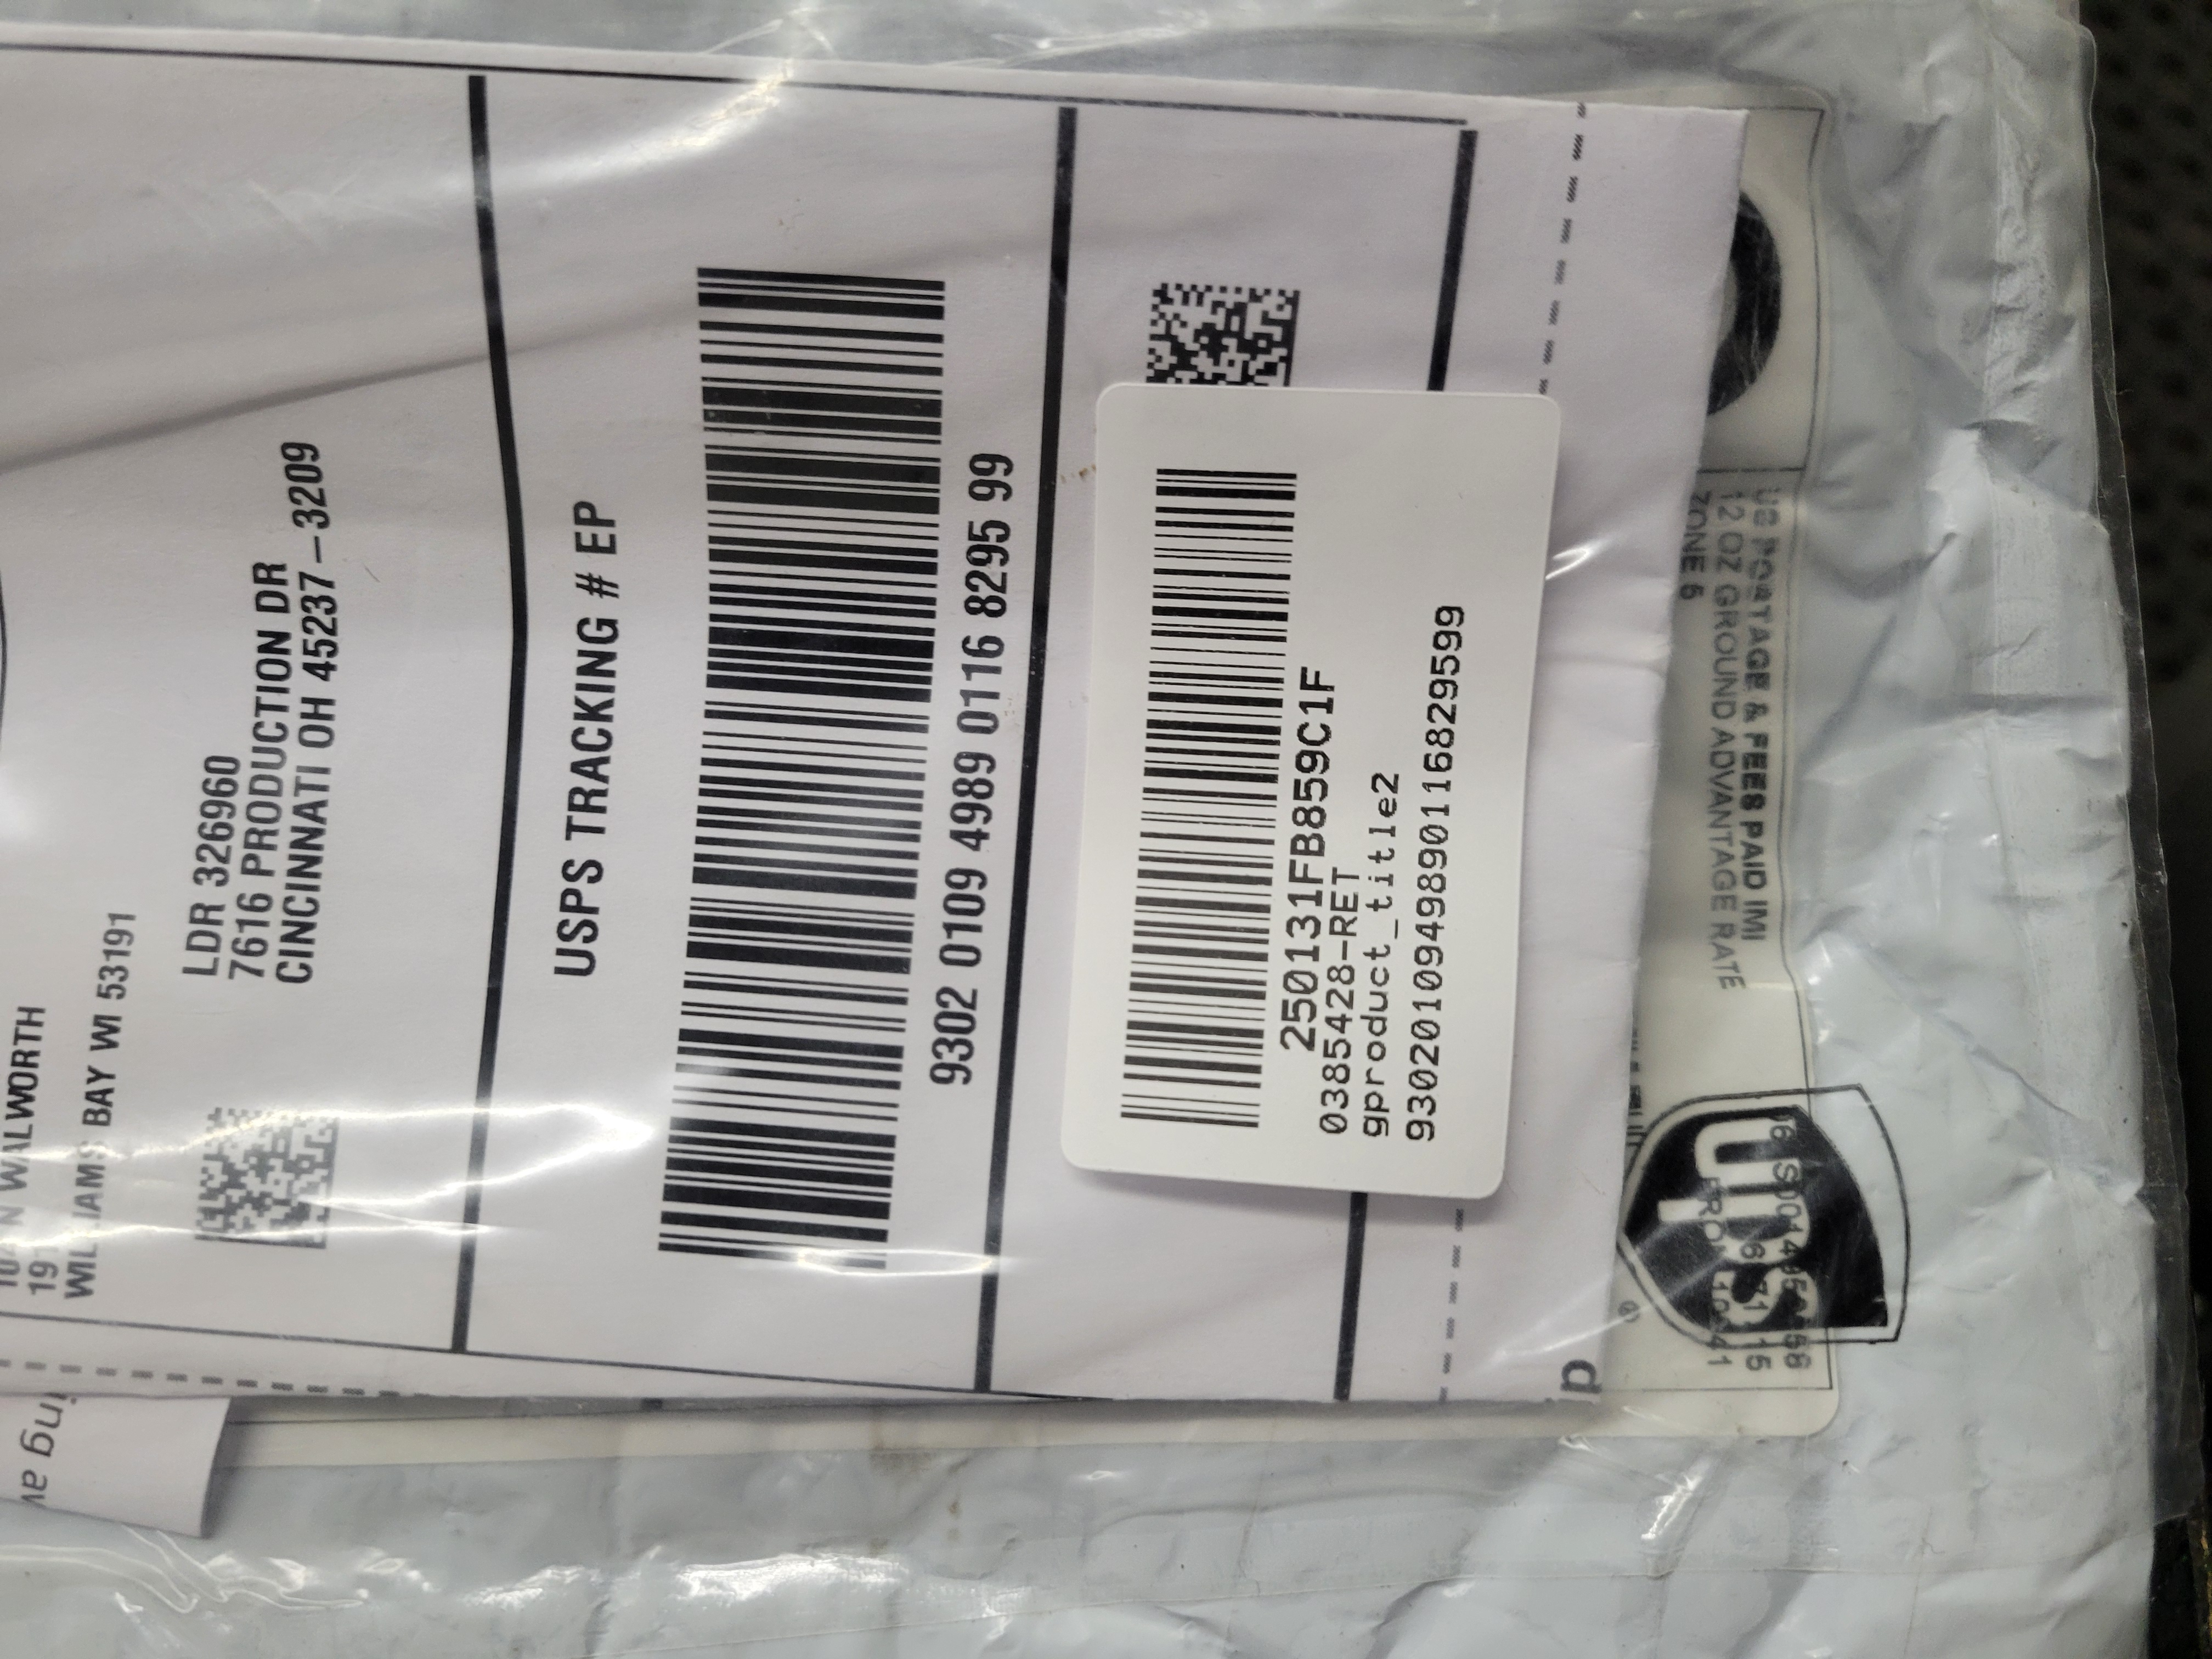 WALWORTH
WILLIAMS BAY WI 53191
LDR 326960
7616 PRODUCTION DR
CINCINNATI OH 45237-3209
USPS TRACKING # EP
9302 0109 4989 0116 8295 99
250131FB859C1F
03885428-RET
gproduct_title2
9302010949890116829599
US POSTAGE & FEES PAID IMI
12 OZ GROUND ADVANTAGE RATE
ZONE 6
ups